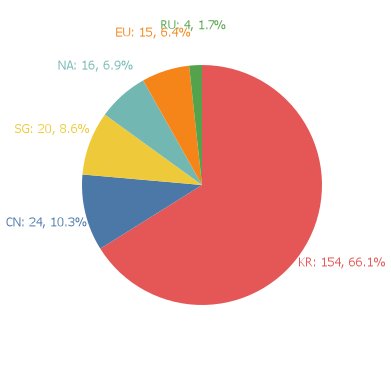 RU: 4, 1.7%
EU: 15, 6.4%
NA: 16, 6.9%
SG: 20, 8.6%
CN: 24, 10.3%
KR: 154, 66.1%